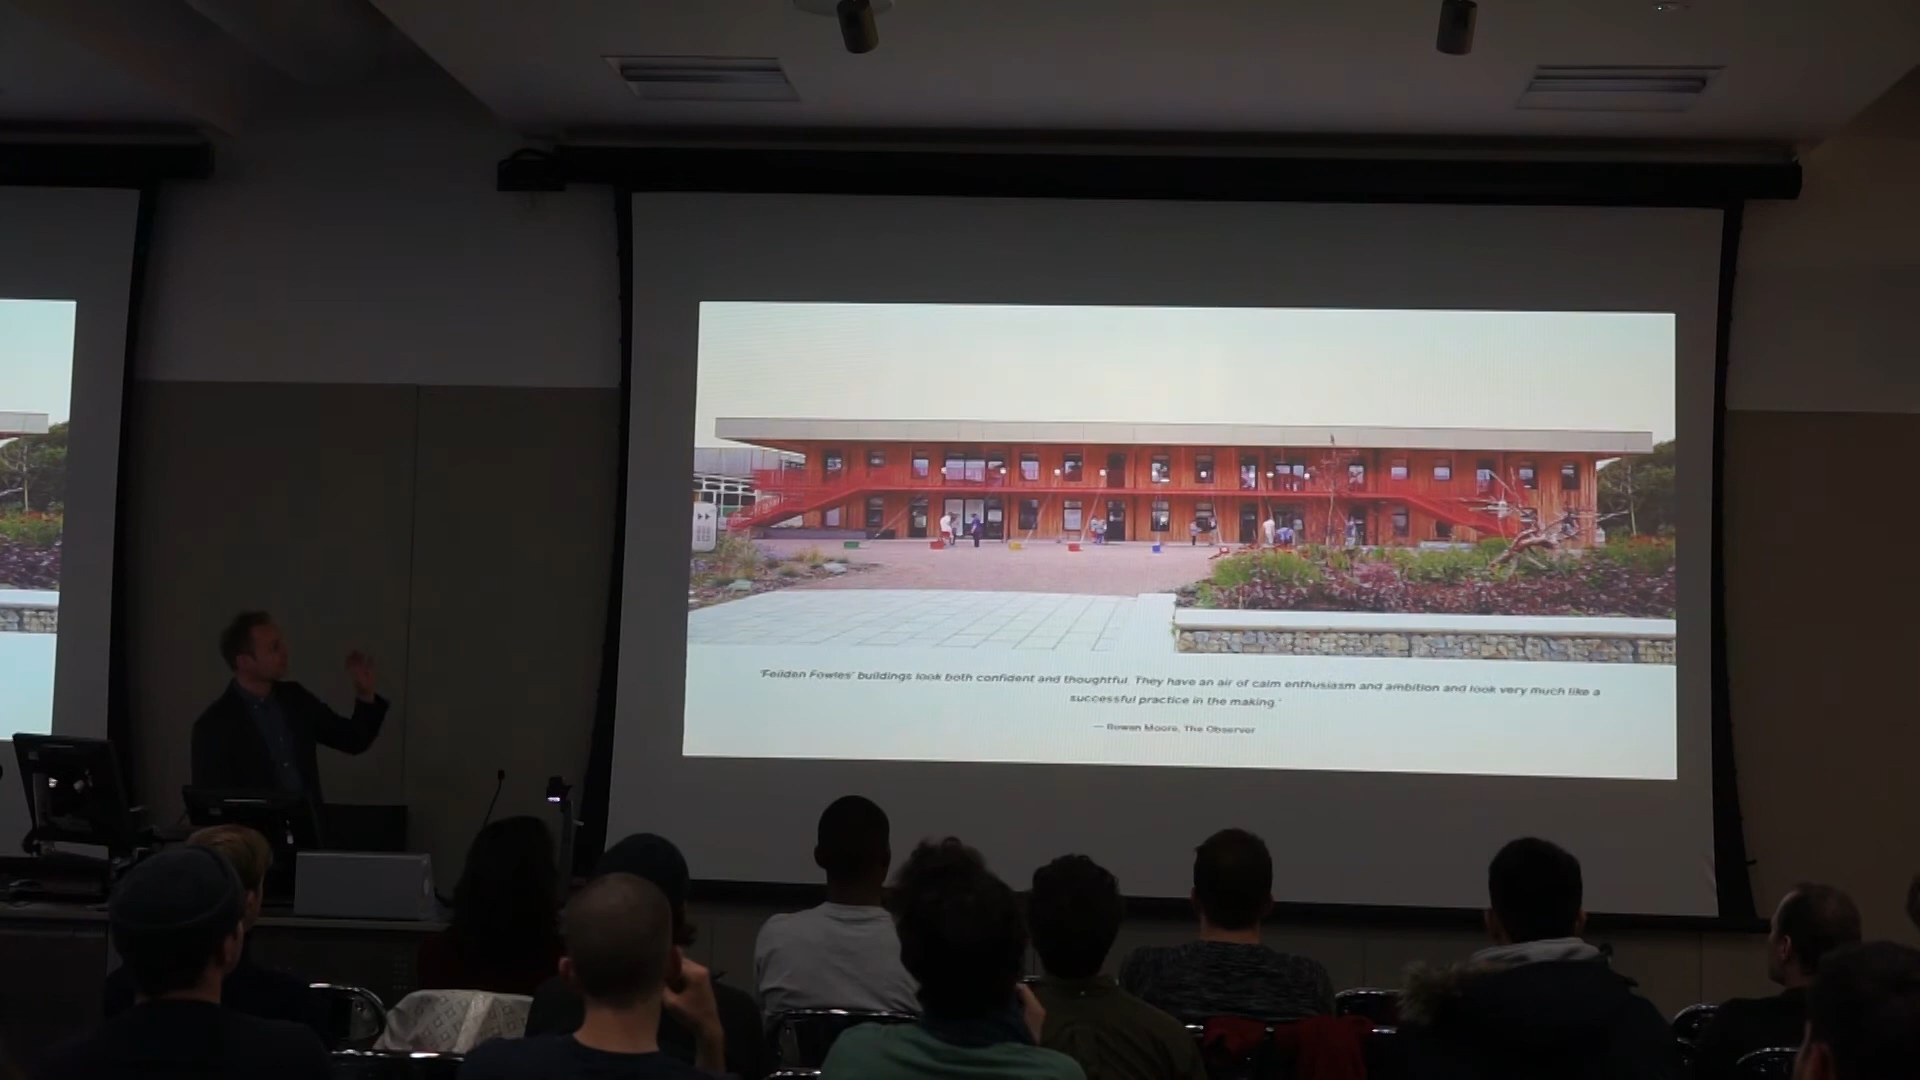 'Feilden Fowles' buildings look both confident and thoughtful. They have an air of calm enthusiasm and ambition and look very much like a
successful practice in the making.'
— Rowan Moore, The Observer